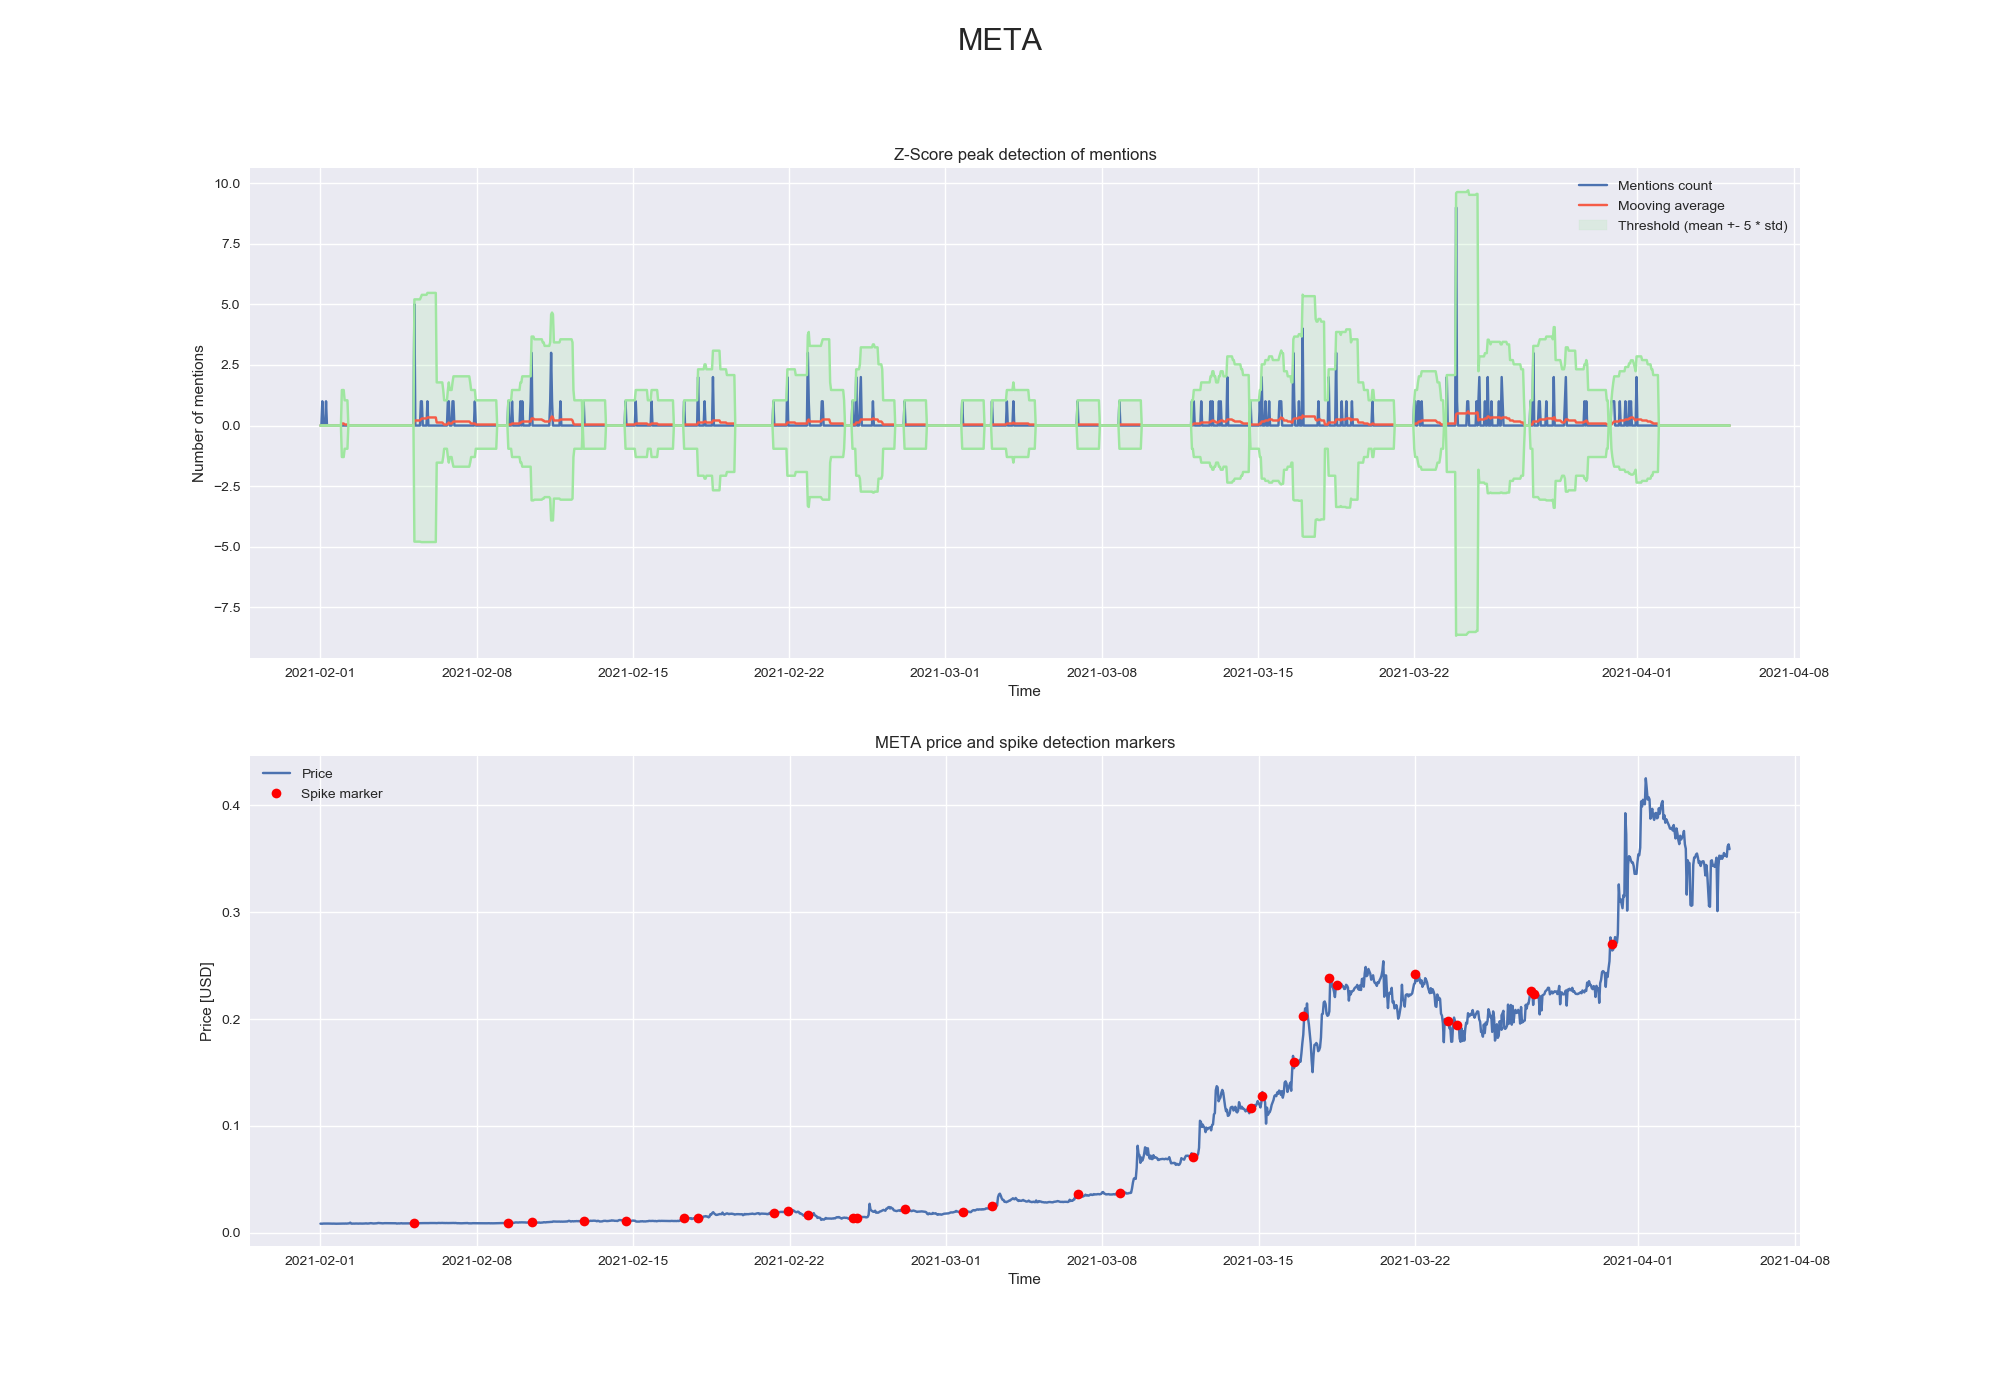 META
Z-Score peak detection of mentions
Mentions count
Mooving average
Threshold (mean +- 5 * std)
10.0
7.5
5.0
2.5
0.0
−2.5
−5.0
−7.5
Number of mentions
2021-02-01 2021-02-08 2021-02-15 2021-02-22 2021-03-01 2021-03-08 2021-03-15 2021-03-22 2021-04-01 2021-04-08
Time
META price and spike detection markers
Price
Spike marker
0.4
0.3
0.2
0.1
0.0
Price [USD]
2021-02-01 2021-02-08 2021-02-15 2021-02-22 2021-03-01 2021-03-08 2021-03-15 2021-03-22 2021-04-01 2021-04-08
Time